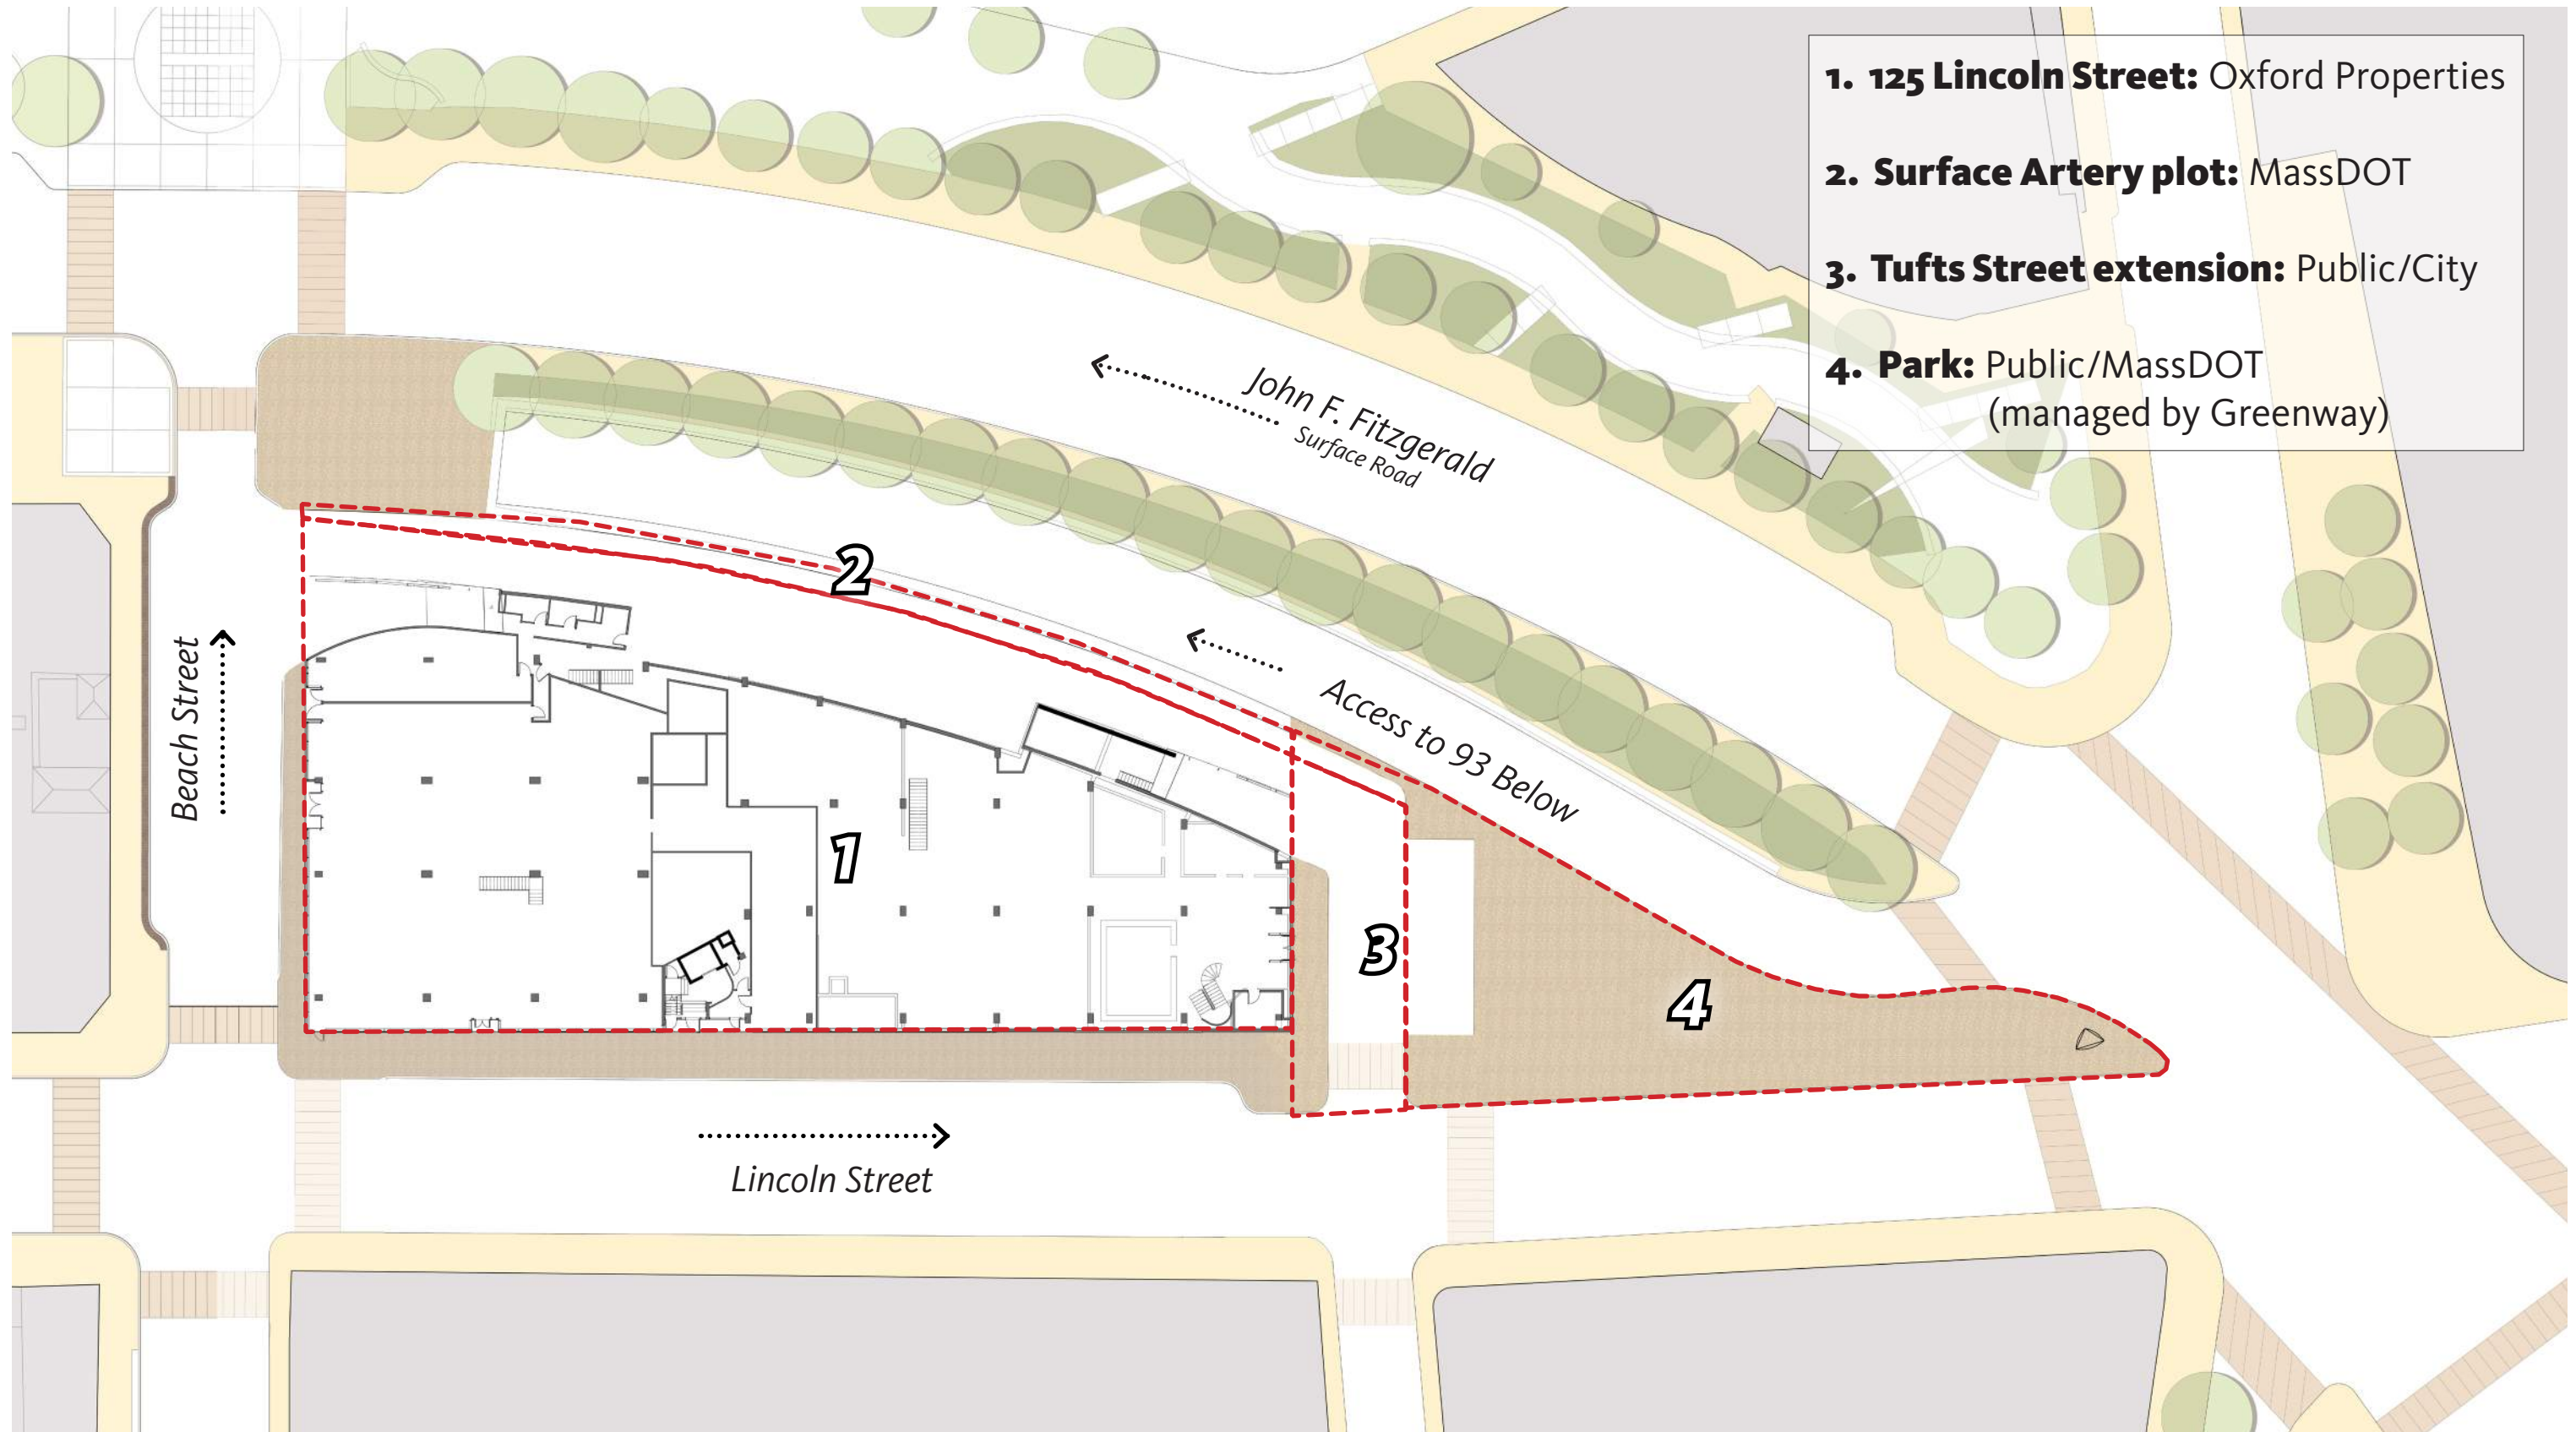 1. 125 Lincoln Street: Oxford Properties
2. Surface Artery plot: MassDOT
3. Tufts Street extension: Public/City
4. Park: Public/MassDOT
(managed by Greenway)
John F. Fitzgerald
Surface Road
2
Access to 93 Below
Beach Street
1
3
4
Lincoln Street